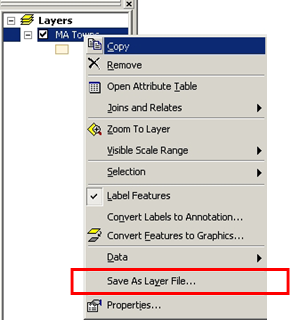 Layers
MA Towns
Copy
Remove
Open Attribute Table
Joins and Relates
Zoom To Layer
Visible Scale Range
Selection
Label Features
Convert Labels to Annotation...
Convert Features to Graphics...
Data
Save As Layer File...
Properties...